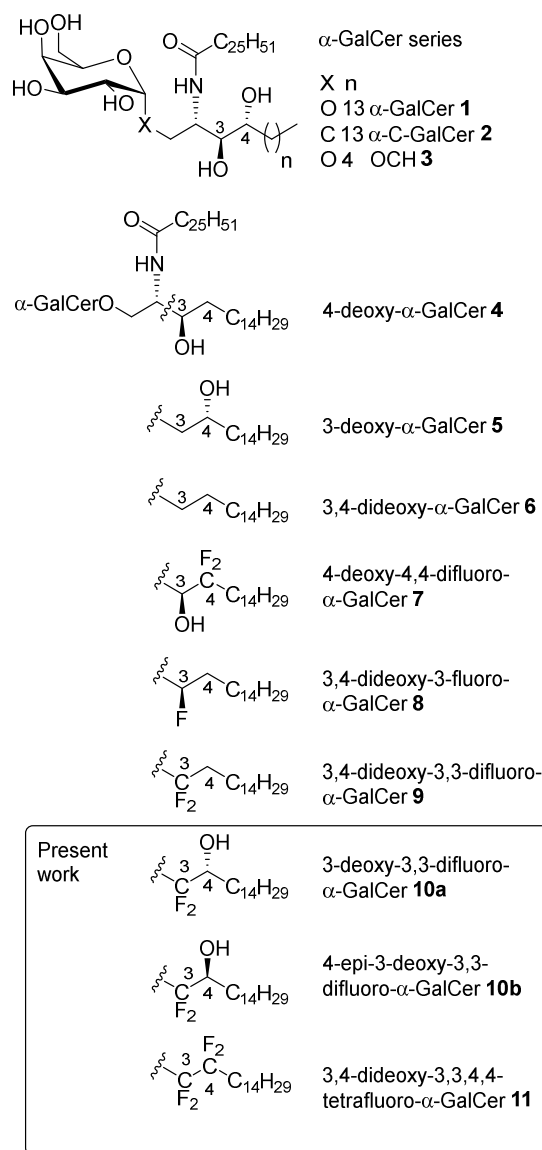 OH
OH
O
C25H51
α-GalCer series
O
HO
HN
OH
HO
X
3
4
( )n
OH
X n
O 13 α-GalCer 1
C 13 α-C-GalCer 2
O 4 OCH 3
O
C25H51
HN
α-GalCerO
3
4
C14H29
OH
4-deoxy-α-GalCer 4
OH
3
4
C14H29
3-deoxy-α-GalCer 5
3
4
C14H29
3,4-dideoxy-α-GalCer 6
F2
3
C
4
C14H29
OH
4-deoxy-4,4-difluoro-
α-GalCer 7
3
4
C14H29
F
3,4-dideoxy-3-fluoro-
α-GalCer 8
3
C
4
C14H29
F2
3,4-dideoxy-3,3-difluoro-
α-GalCer 9
Present
work
OH
3
C
4
C14H29
F2
3-deoxy-3,3-difluoro-
α-GalCer 10a
OH
3
C
4
C14H29
F2
4-epi-3-deoxy-3,3-
difluoro-α-GalCer 10b
F2
3
C
C
4
C14H29
F2
3,4-dideoxy-3,3,4,4-
tetrafluoro-α-GalCer 11